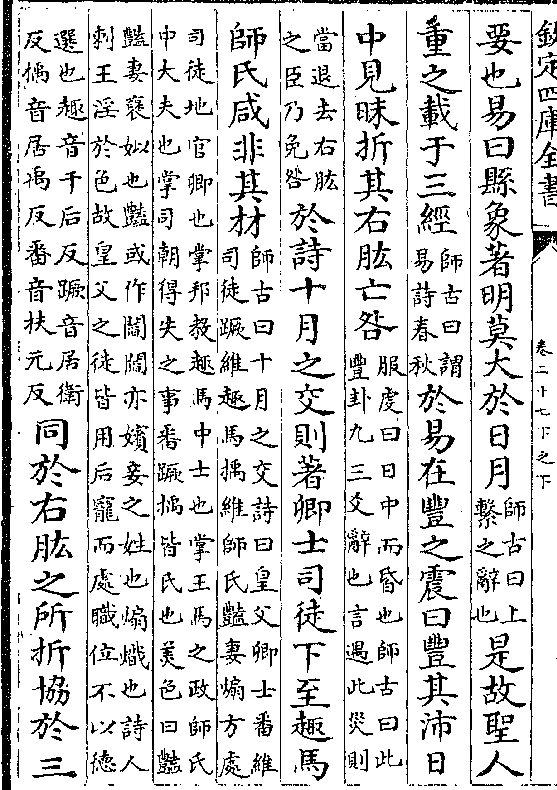 欽定四庫全書
卷二十七下之下
要也易曰縣象著明莫大於日月師古曰上繫之辭也是故聖人
重之載于三經師古曰謂易詩春秋於易在豐之震曰豐其沛日
中見昧折其右肱亡咎服虔曰日中而昏也師古曰此豐卦九三爻辭也言遇此災則
當退去右肱之臣乃免咎於詩十月之交則著卿士司徒下至趣馬
師氏咸非其材師古曰十月之交詩曰皇父卿士番維司徒蹶維趣馬楀維師氏豔妻煽方處
司徒地官卿也掌邦教趣馬中士也掌王馬之政師氏中大夫也掌司朝得失之事番蹶楀皆氏也美色曰豔
豔妻襃姒也豔或作閻閻亦嬪妾之姓也煽熾也詩人刺王淫於色故皇父之徒皆用后寵而處職位不以德
選也趣音千后反蹶音居衛反楀音居禹反番音扶元反同於右肱之所折協於三